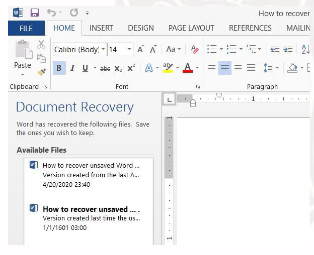 How to recover
FILE HOME INSERT DESIGN PAGE LAYOUT REFERENCES MAILIN
Calibri (Body) 14 A A Aa
Paste B I U abc X₂ X² A ab A
Clipboard Font Paragraph
Document Recovery
Word has recovered the following files. Save
the ones you wish to keep.
Available Files
How to recover unsaved Word ...
Version created from the last A...
4/20/2020 23:40
How to recover unsaved ... .
Version created last time the us...
1/1/1601 03:00